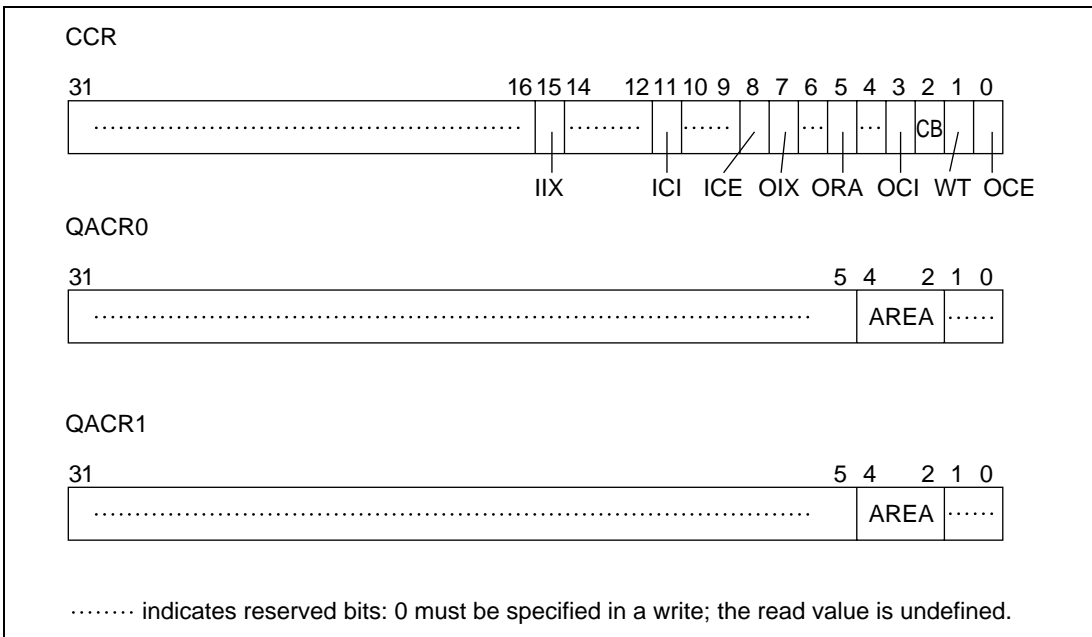 CCR
31 16 15 14 12 11 10 9 8 7 6 5 4 3 2 1 0
CB
IIX ICI ICE OIX ORA OCI WT OCE
QACR0
31 5 4 2 1 0
AREA
QACR1
31 5 4 2 1 0
AREA
indicates reserved bits: 0 must be specified in a write; the read value is undefined.